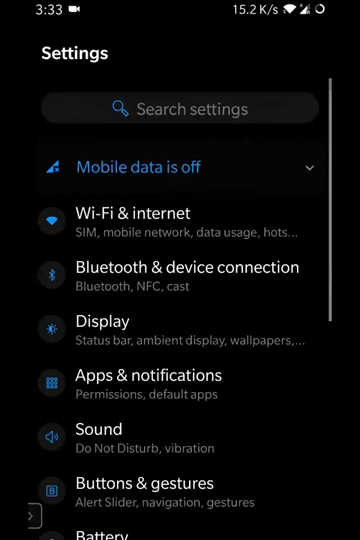 3:33
15.2 K/s
Settings
Search settings
Mobile data is off
Wi-Fi & internet
SIM, mobile network, data usage, hots...
Bluetooth & device connection
Bluetooth, NFC, cast
Display
Status bar, ambient display, wallpapers,...
Apps & notifications
Permissions, default apps
Sound
Do Not Disturb, vibration
B
Buttons & gestures
Alert Slider, navigation, gestures
Battery